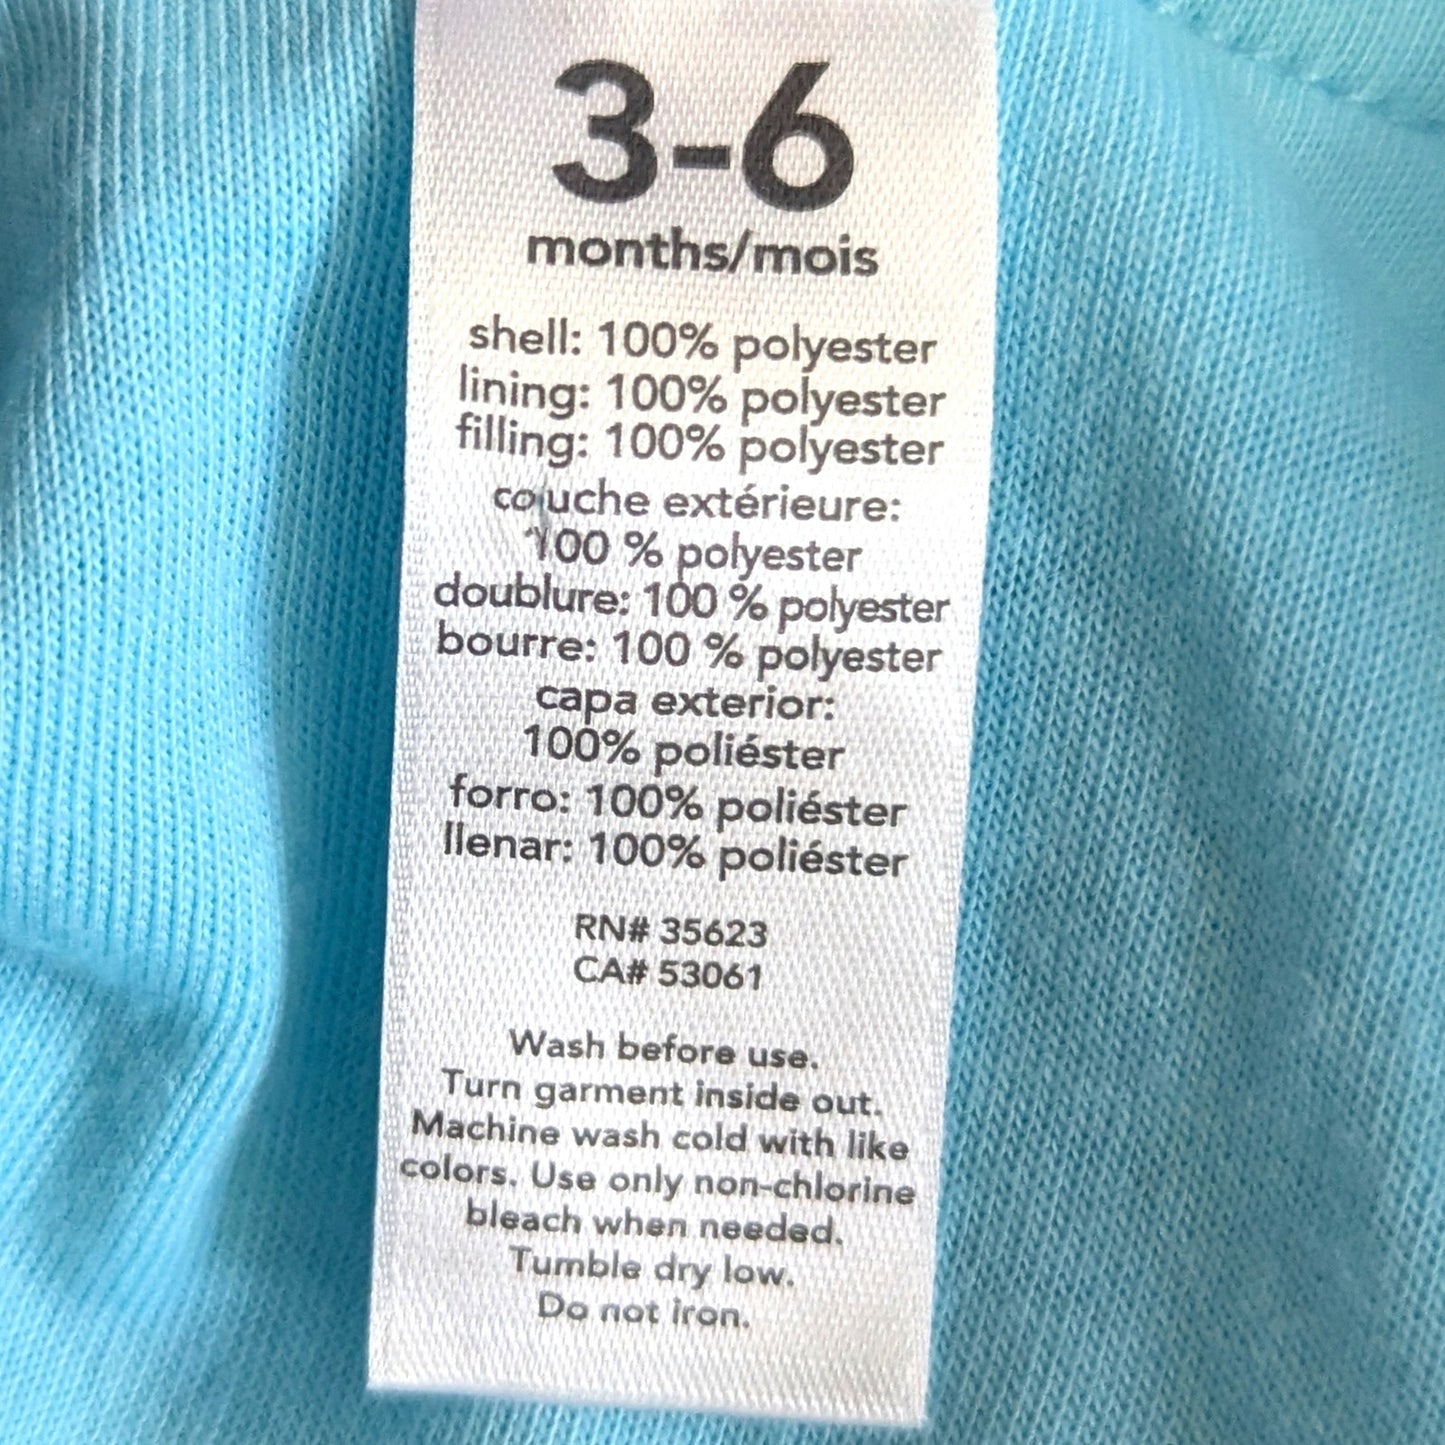 3-6
months/mois
shell: 100% polyester
lining: 100% polyester
filling: 100% polyester
couche extérieure:
100 % polyester
doublure: 100 % polyester
bourre: 100 % polyester
capa exterior:
100% poliéster
forro: 100% poliéster
llenar: 100% poliéster
RN# 35623
CA# 53061
Wash before use.
Turn garment inside out.
Machine wash cold with like
colors. Use only non-chlorine
bleach when needed.
Tumble dry low.
Do not iron.